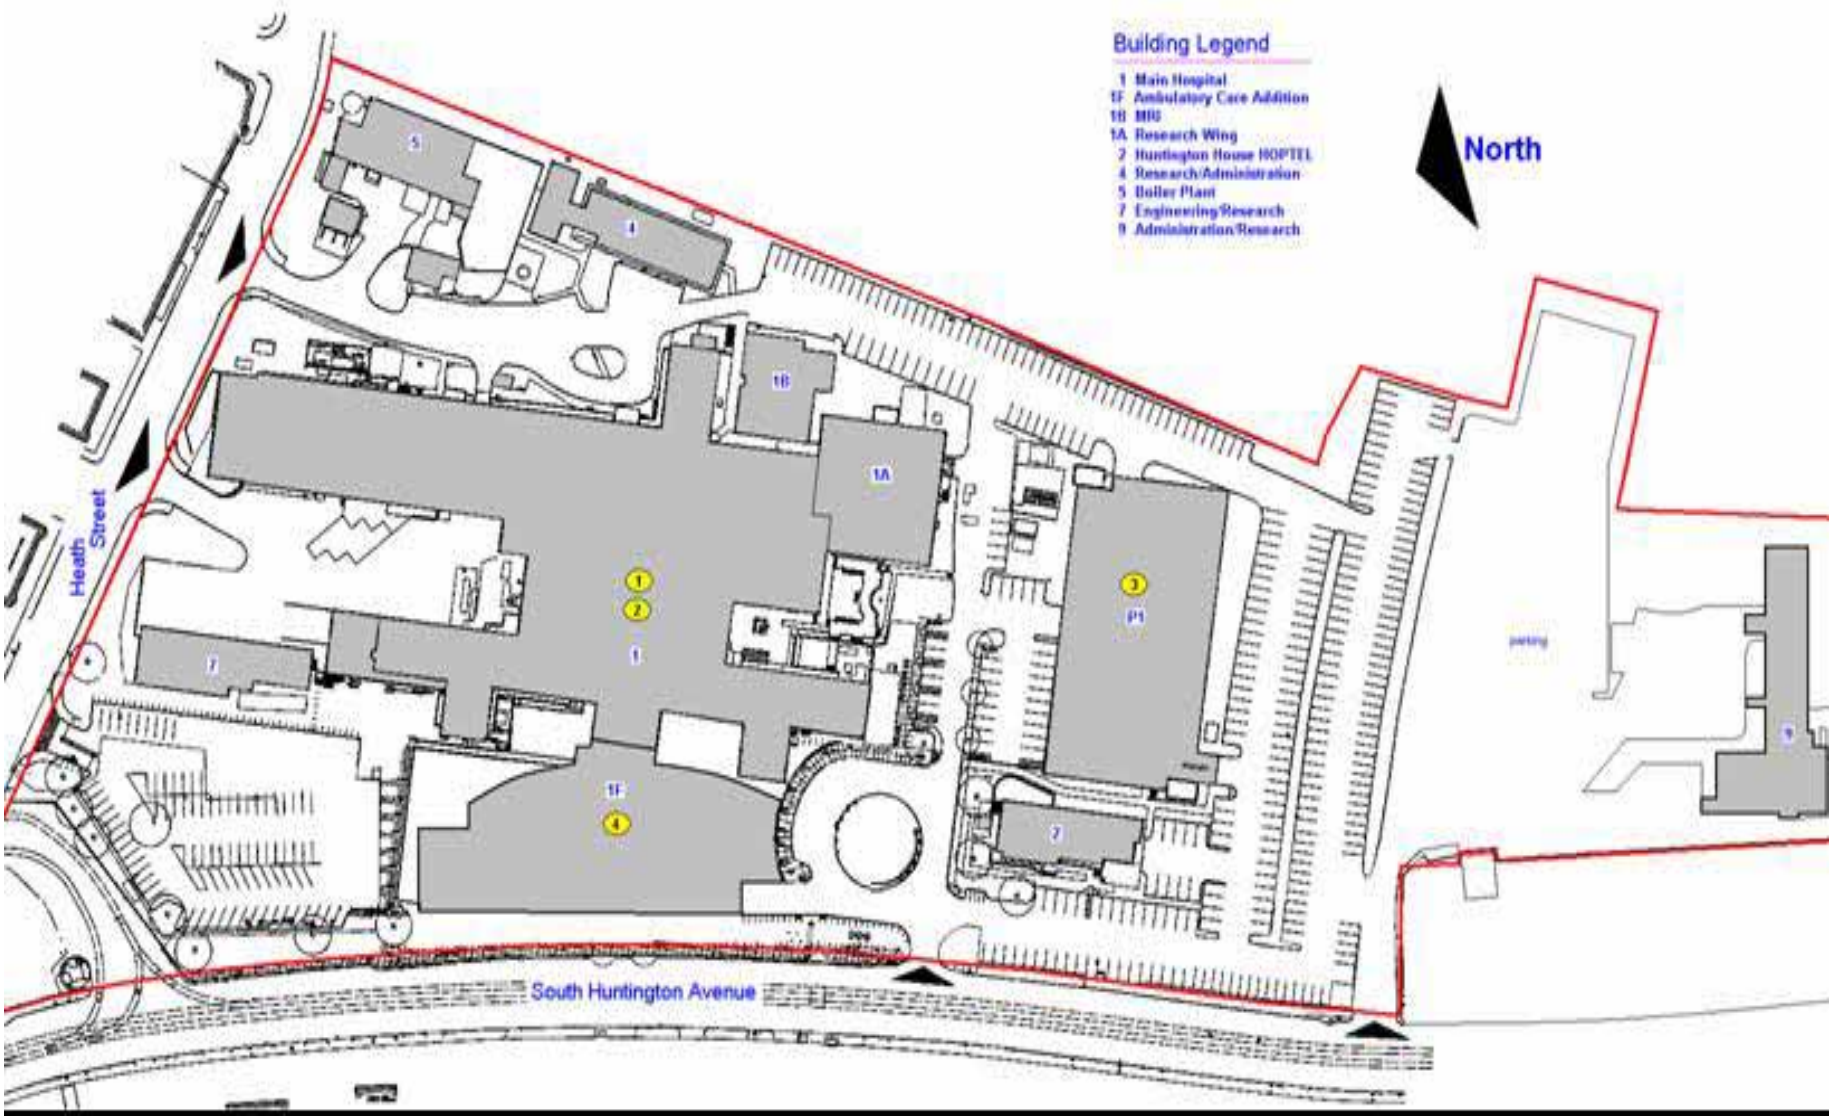 Building Legend
1 Main Hospital
1F Ambulatory Care Addition
1B MRI
1A Research Wing
2 Huntington House HOPTEL
4 Research/Administration
5 Boiler Plant
7 Engineering/Research
9 Administration/Research
North
5
4
1B
1A
Heath
Street
1
2
1
3
P1
parking
7
9
1F
4
2
South Huntington Avenue